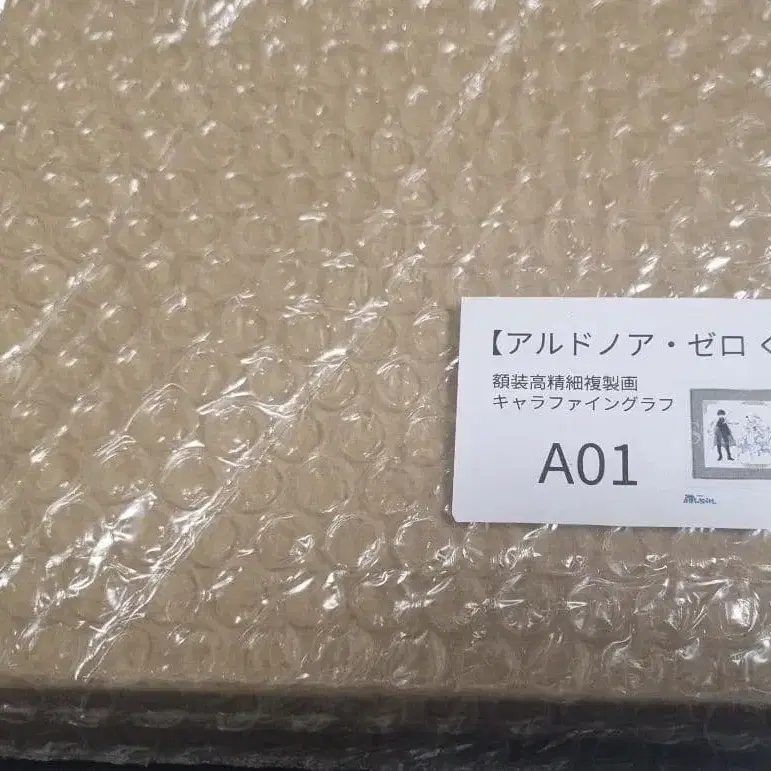 【アルドノア・ゼロ く
額装高精細複製画
キャラファイングラフ
A01